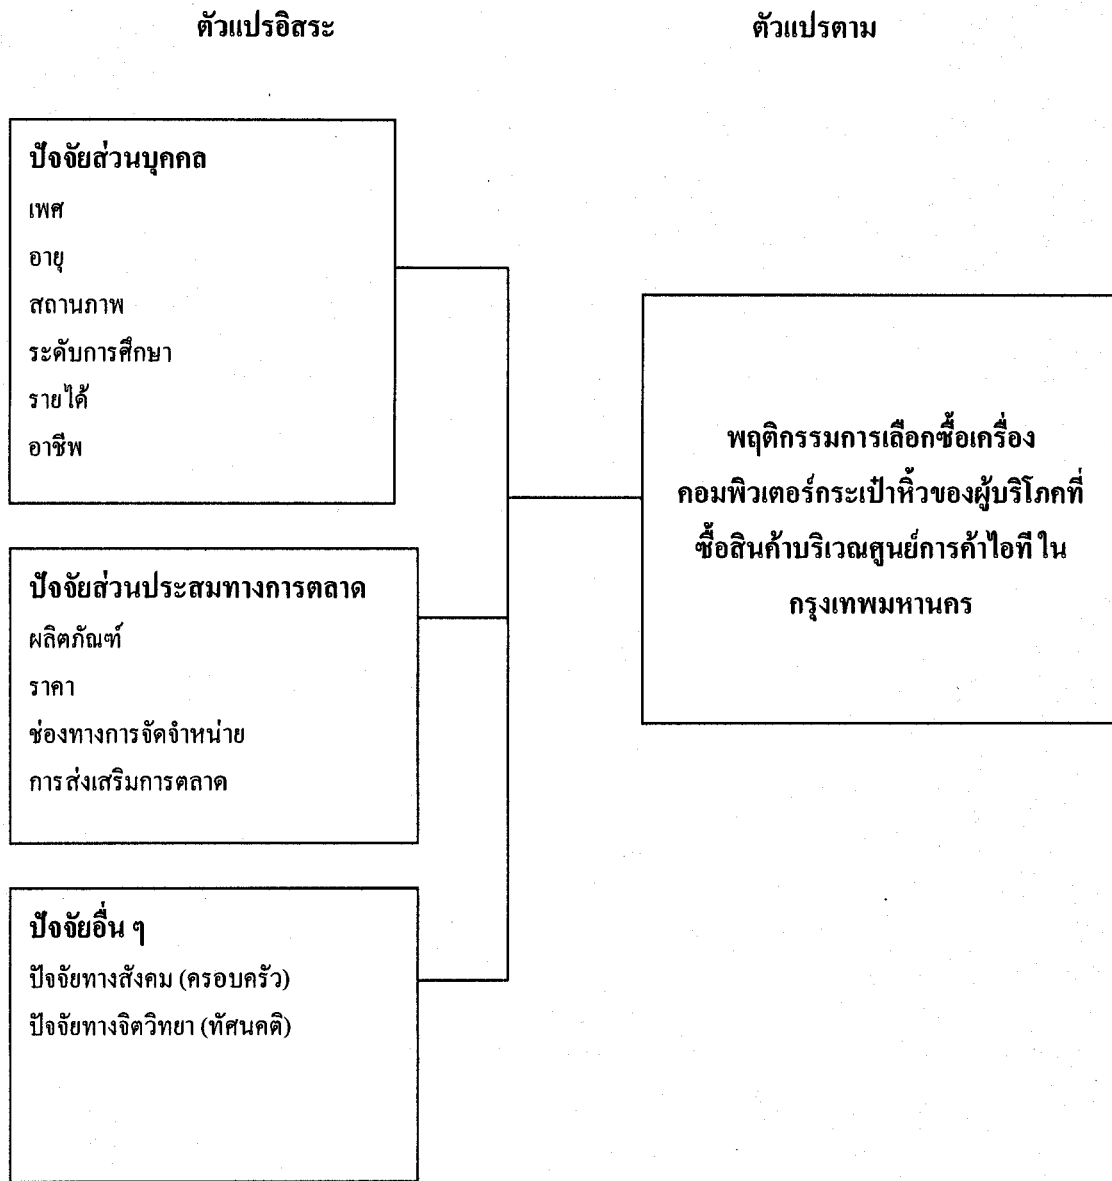 ตัวแปรอิสระ
ตัวแปรตาม
ปัจจัยส่วนบุคคล
เพศ
อายุ
สถานภาพ
ระดับการศึกษา
รายได้
อาชีพ
ปัจจัยส่วนประสมทางการตลาด
ผลิตภัณฑ์
ราคา
ช่องทางการจัดจำหน่าย
การส่งเสริมการตลาด
ปัจจัยอื่น ๆ
ปัจจัยทางสังคม (ครอบครัว)
ปัจจัยทางจิตวิทยา (ทัศนคติ)
พฤติกรรมการเลือกซื้อเครื่อง
คอมพิวเตอร์กระเป๋าหิ้วของผู้บริโภคที่
ซื้อสินค้าบริเวณศูนย์การค้าไอที ใน
กรุงเทพมหานคร